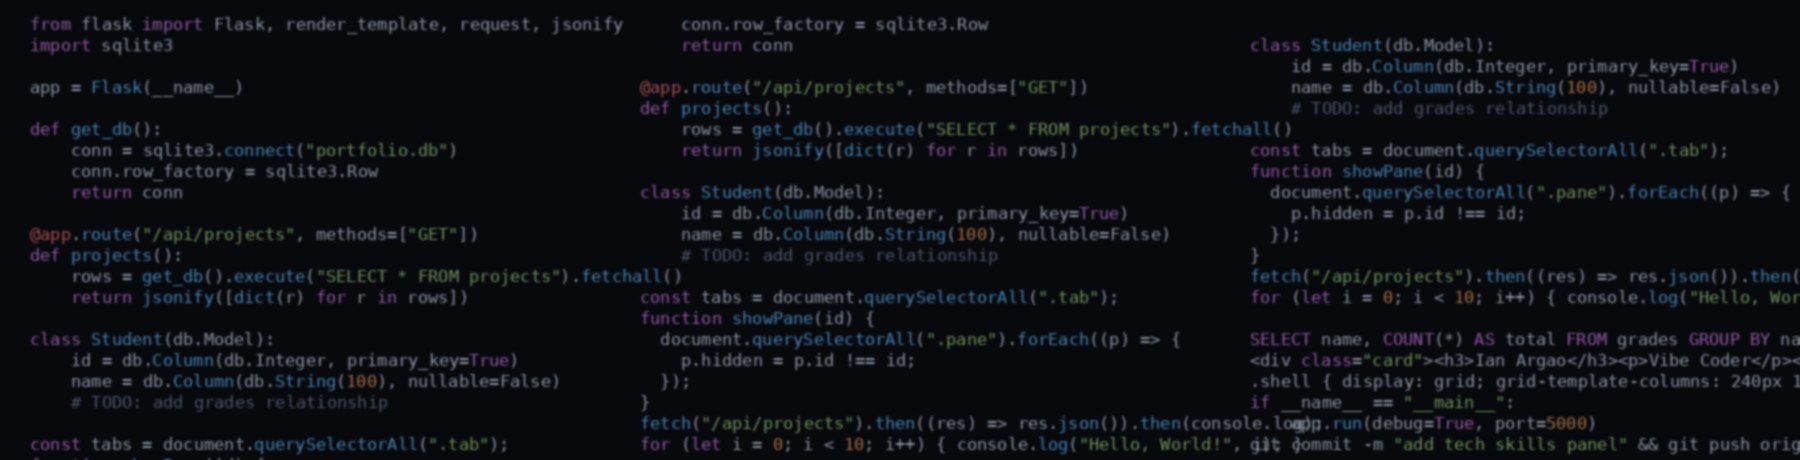 from flask import Flask, render_template, request, jsonify
import sqlite3
app = Flask(__name__)
def get_db():
    conn = sqlite3.connect("portfolio.db")
    conn.row_factory = sqlite3.Row
    return conn
@app.route("/api/projects", methods=["GET"])
def projects():
    rows = get_db().execute("SELECT * FROM projects").fetchall()
    return jsonify([dict(r) for r in rows])
class Student(db.Model):
    id = db.Column(db.Integer, primary_key=True)
    name = db.Column(db.String(100), nullable=False)
    # TODO: add grades relationship
const tabs = document.querySelectorAll(".tab");
    conn.row_factory = sqlite3.Row
    return conn
@app.route("/api/projects", methods=["GET"])
def projects():
    rows = get_db().execute("SELECT * FROM projects").fetchall()
    return jsonify([dict(r) for r in rows])
class Student(db.Model):
    id = db.Column(db.Integer, primary_key=True)
    name = db.Column(db.String(100), nullable=False)
    # TODO: add grades relationship
const tabs = document.querySelectorAll(".tab");
function showPane(id) {
  document.querySelectorAll(".pane").forEach((p) => {
    p.hidden = p.id !== id;
  });
}
fetch("/api/projects").then((res) => res.json()).then(console.log);
for (let i = 0; i < 10; i++) { console.log("Hello, World!", i); }
class Student(db.Model):
    id = db.Column(db.Integer, primary_key=True)
    name = db.Column(db.String(100), nullable=False)
    # TODO: add grades relationship
const tabs = document.querySelectorAll(".tab");
function showPane(id) {
  document.querySelectorAll(".pane").forEach((p) => {
    p.hidden = p.id !== id;
  });
}
fetch("/api/projects").then((res) => res.json()).then(
for (let i = 0; i < 10; i++) { console.log("Hello, Wor
SELECT name, COUNT(*) AS total FROM grades GROUP BY na
<div class="card"><h3>Ian Argao</h3><p>Vibe Coder</p><
.shell { display: grid; grid-template-columns: 240px 1
if __name__ == "__main__":
    app.run(debug=True, port=5000)
git commit -m "add tech skills panel" && git push orig